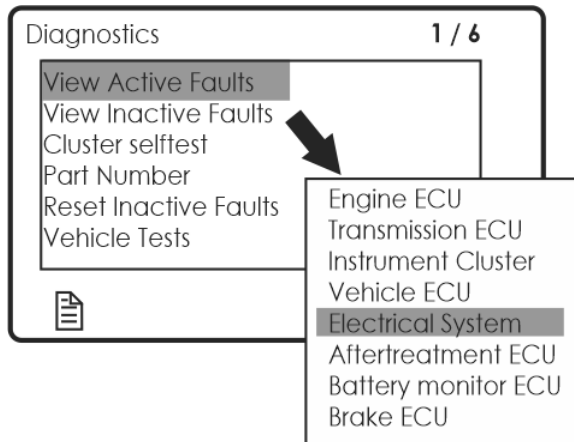 Diagnostics 1 / 6
View Active Faults
View Inactive Faults
Cluster selftest
Part Number
Reset Inactive Faults
Vehicle Tests
Engine ECU
Transmission ECU
Instrument Cluster
Vehicle ECU
Electrical System
Aftertreatment ECU
Battery monitor ECU
Brake ECU